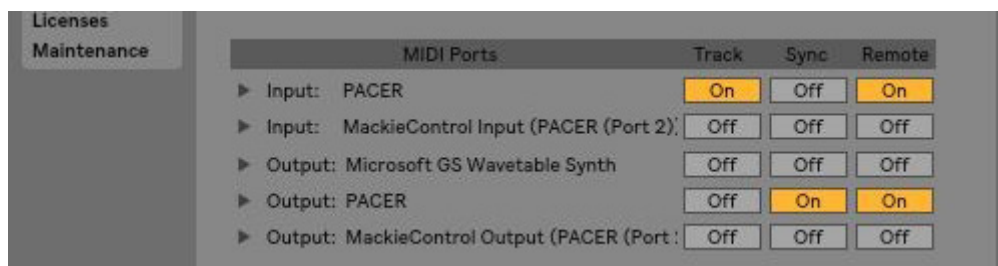 Licenses
Maintenance
MIDI Ports Track Sync Remote
Input: PACER On Off On
Input: MackieControl Input (PACER (Port 2) Off Off Off
Output: Microsoft GS Wavetable Synth Off Off Off
Output: PACER Off On On
Output: MackieControl Output (PACER (Port Off Off Off